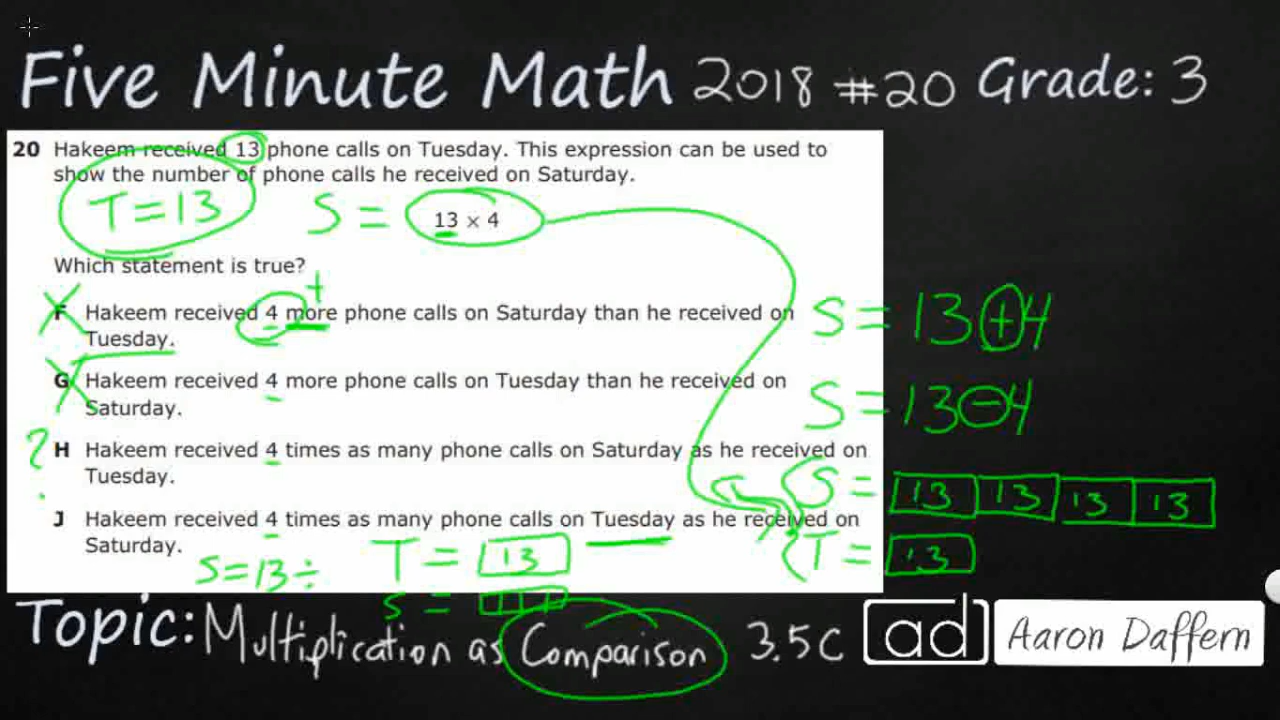 Five Minute Math 2018 #20 Grade: 3
20 Hakeem received 13 phone calls on Tuesday. This expression can be used to
show the number of phone calls he received on Saturday.
T = 13 S = 13 × 4
Which statement is true?
+
X F Hakeem received 4 more phone calls on Saturday than he received on S = 13 + 4
Tuesday.
X G Hakeem received 4 more phone calls on Tuesday than he received on S = 13 - 4
Saturday.
? H Hakeem received 4 times as many phone calls on Saturday as he received on
Tuesday. S = 13 13 13 13
J Hakeem received 4 times as many phone calls on Tuesday as he received on
Saturday. T = 13 T = 13
S = 13 ÷
S =
Topic: Multiplication as Comparison 3.5C ad Aaron Daffern